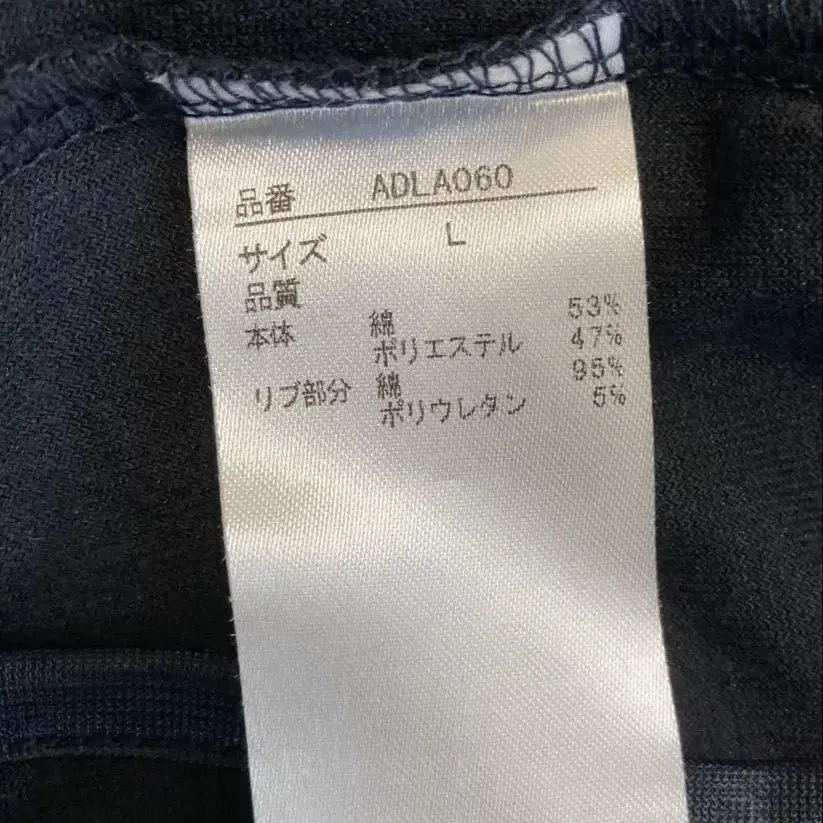 品番 ADLA060
サイズ L
品質
本体 綿 53%
ポリエステル 47%
リブ部分 綿 95%
ポリウレタン 5%